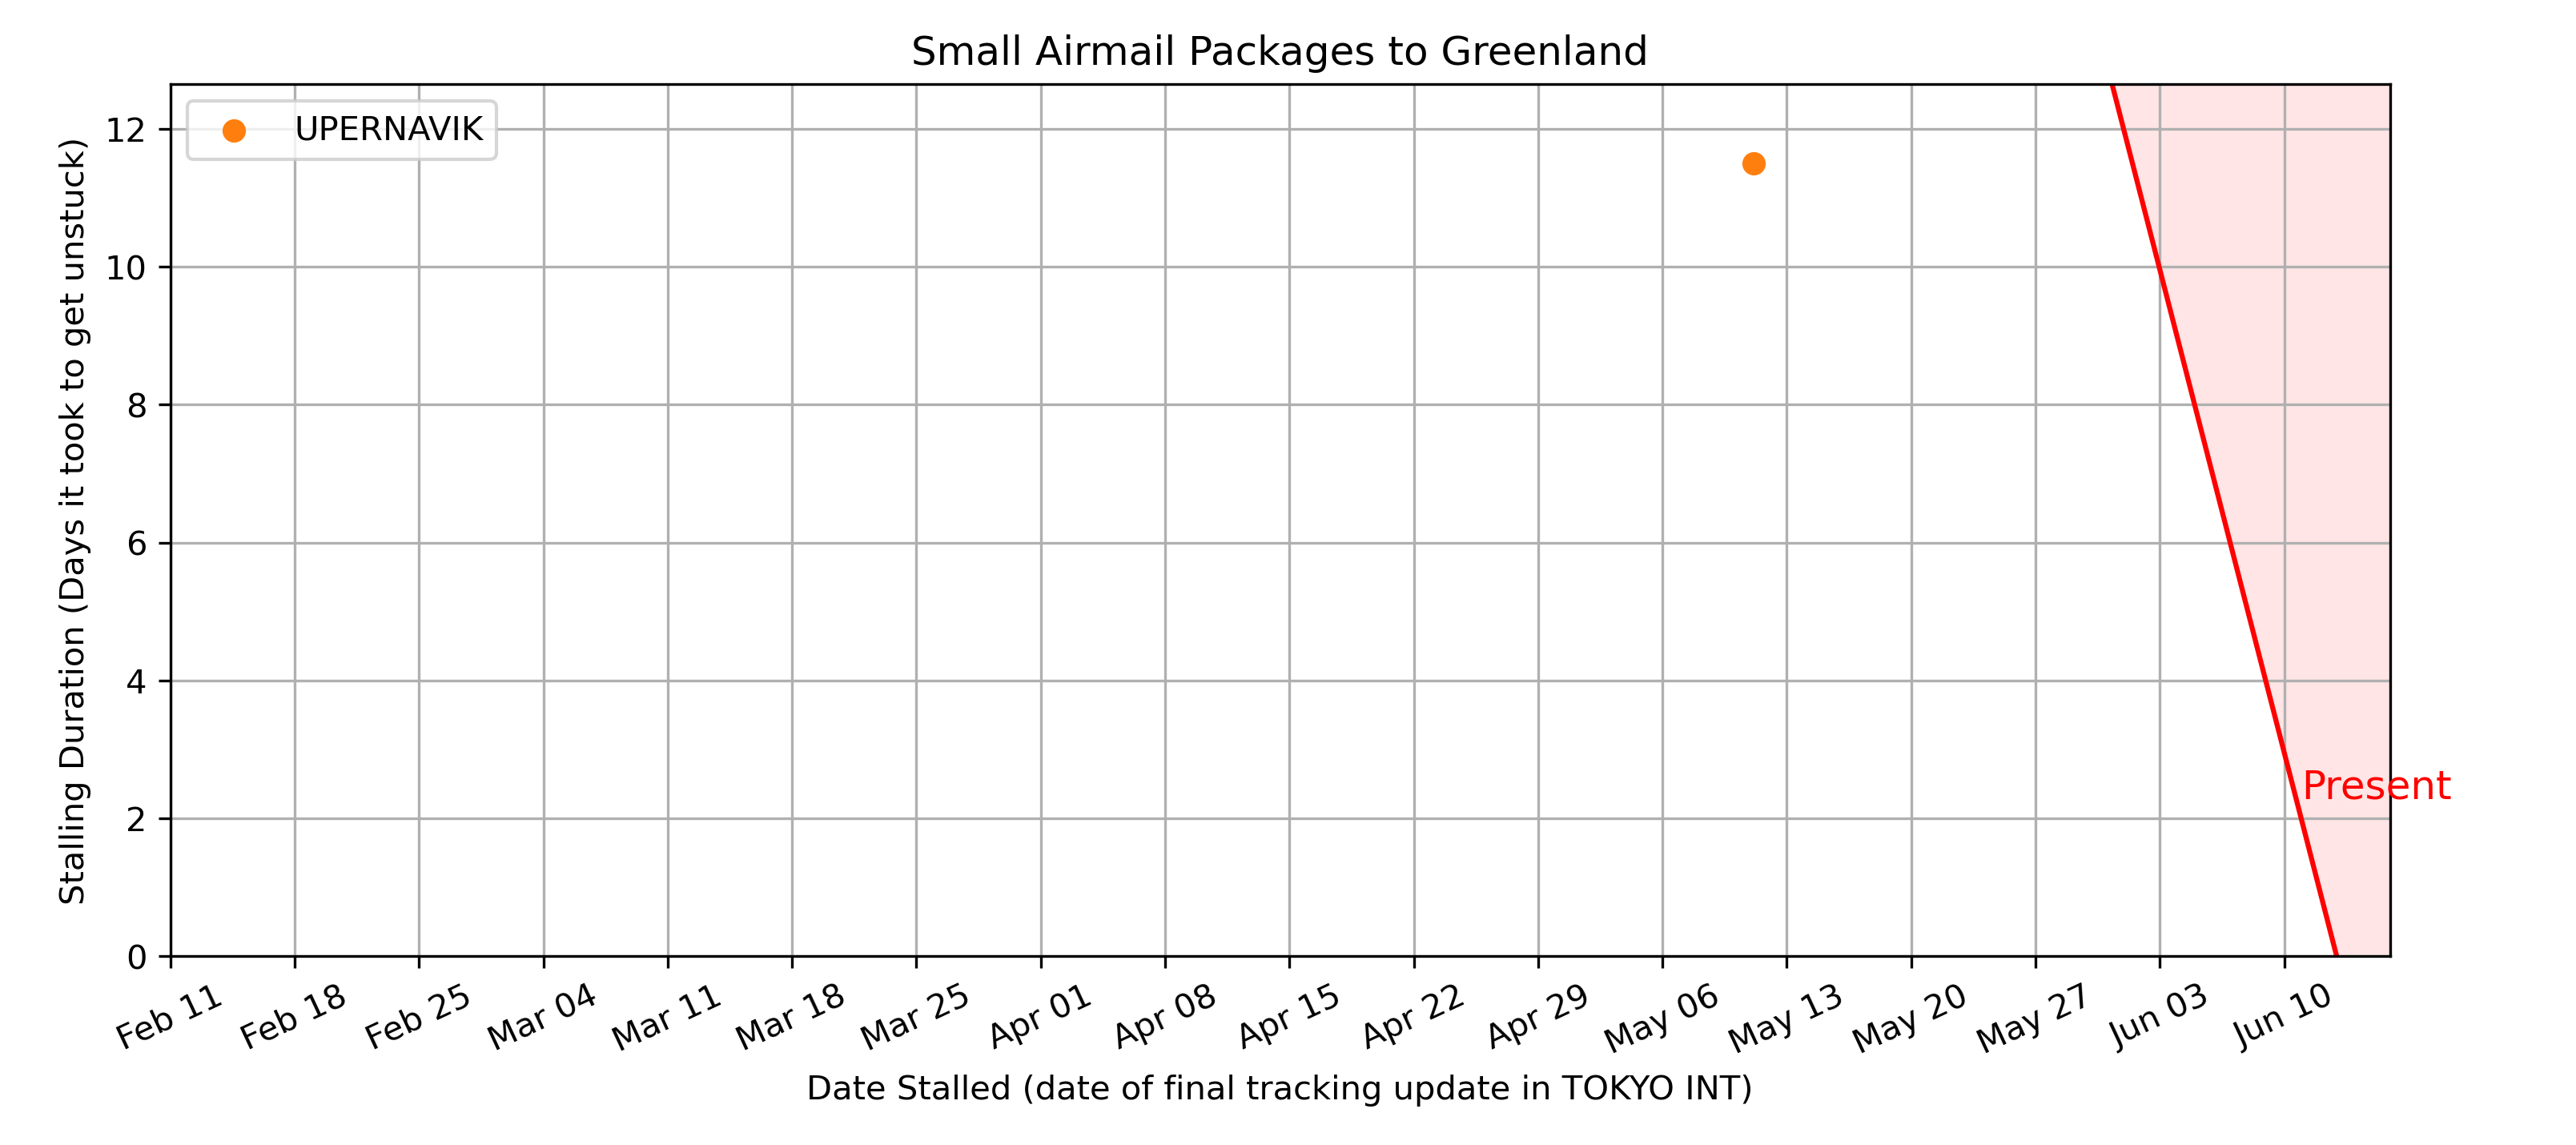 Small Airmail Packages to Greenland
UPERNAVIK
Stalling Duration (Days it took to get unstuck)
12
10
8
6
4
2
0
Present
Feb 11
Feb 18
Feb 25
Mar 04
Mar 11
Mar 18
Mar 25
Apr 01
Apr 08
Apr 15
Apr 22
Apr 29
May 06
May 13
May 20
May 27
Jun 03
Jun 10
Date Stalled (date of final tracking update in TOKYO INT)